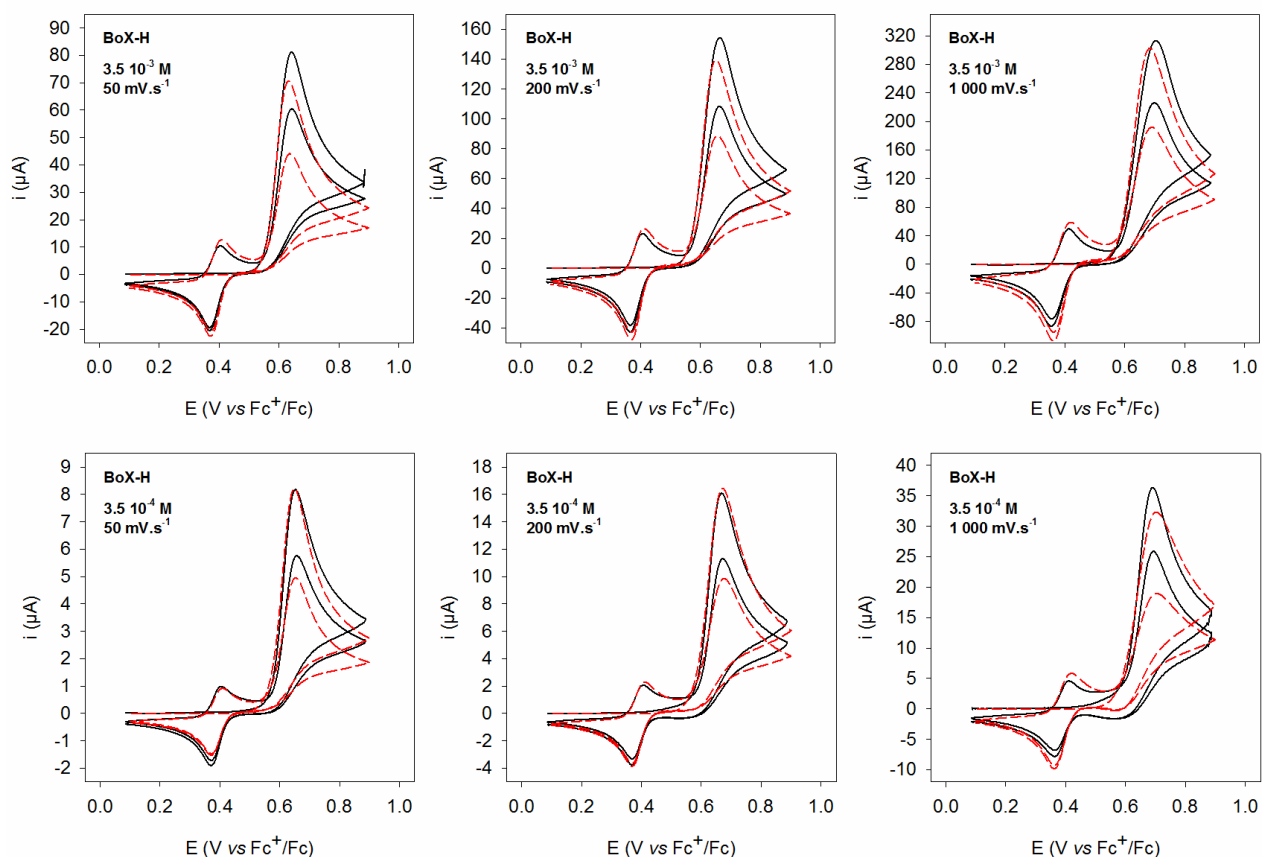 BoX-H
3.5 10⁻³ M
50 mV.s⁻¹
90
80
70
60
50
40
30
20
10
0
-10
-20
i (µA)
0.0 0.2 0.4 0.6 0.8 1.0
E (V vs Fc⁺/Fc)
BoX-H
3.5 10⁻³ M
200 mV.s⁻¹
160
140
120
100
80
60
40
20
0
-20
-40
i (µA)
0.0 0.2 0.4 0.6 0.8 1.0
E (V vs Fc⁺/Fc)
BoX-H
3.5 10⁻³ M
1 000 mV.s⁻¹
320
280
240
200
160
120
80
40
0
-40
-80
i (µA)
0.0 0.2 0.4 0.6 0.8 1.0
E (V vs Fc⁺/Fc)
BoX-H
3.5 10⁻⁴ M
50 mV.s⁻¹
9
8
7
6
5
4
3
2
1
0
-1
-2
i (µA)
0.0 0.2 0.4 0.6 0.8 1.0
E (V vs Fc⁺/Fc)
BoX-H
3.5 10⁻⁴ M
200 mV.s⁻¹
18
16
14
12
10
8
6
4
2
0
-2
-4
i (µA)
0.0 0.2 0.4 0.6 0.8 1.0
E (V vs Fc⁺/Fc)
BoX-H
3.5 10⁻⁴ M
1 000 mV.s⁻¹
40
35
30
25
20
15
10
5
0
-5
-10
i (µA)
0.0 0.2 0.4 0.6 0.8 1.0
E (V vs Fc⁺/Fc)